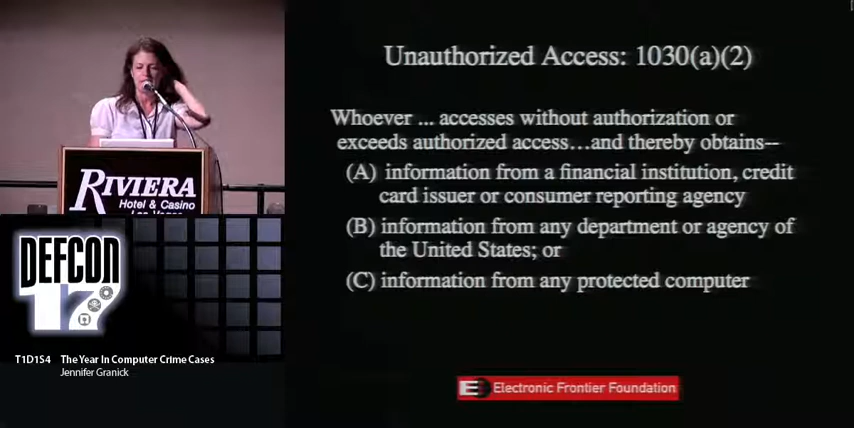 Unauthorized Access: 1030(a)(2)
Whoever ... accesses without authorization or
exceeds authorized access...and thereby obtains--
(A) information from a financial institution, credit
card issuer or consumer reporting agency
(B) information from any department or agency of
the United States; or
(C) information from any protected computer
Electronic Frontier Foundation
RIVIERA
Hotel & Casino
Las Vegas
DEFCON
17
T1D1S4 The Year In Computer Crime Cases
Jennifer Granick